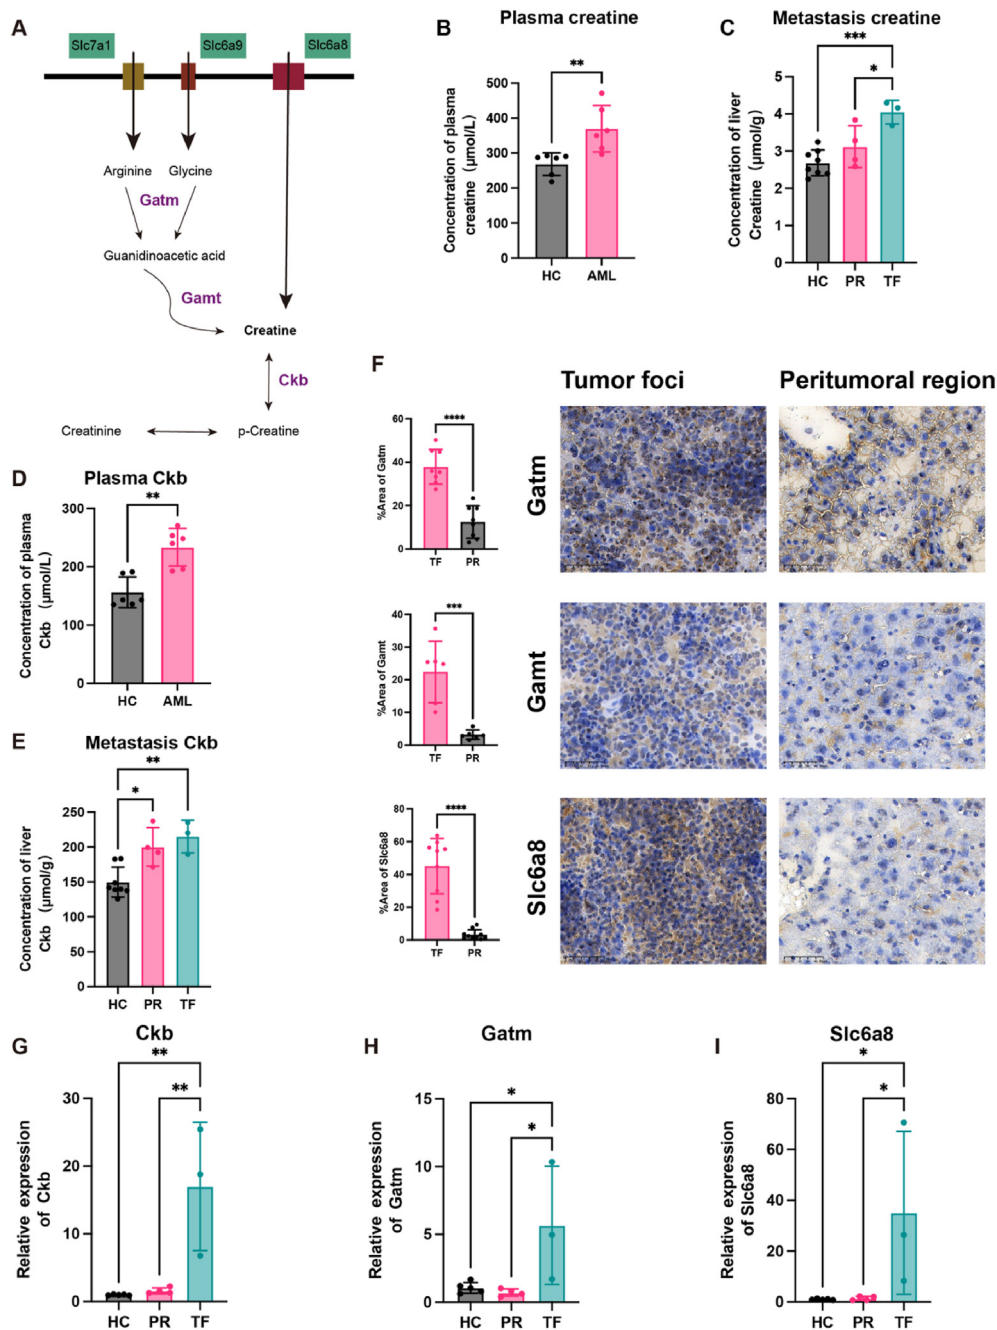 A
Slc7a1
Slc6a9
Slc6a8
Arginine
Glycine
Gatm
Guanidinoacetic acid
Gamt
Creatine
Ckb
Creatinine
p-Creatine
B
Plasma creatine
Concentration of plasma
creatine (μmol/L)
500
400
300
200
100
0
**
HC
AML
C
Metastasis creatine
Concentration of liver
Creatine (μmol/g)
5
4
3
2
1
0
***
*
HC
PR
TF
D
Plasma Ckb
Concentration of plasma
Ckb (μmol/L)
300
200
100
0
**
HC
AML
E
Metastasis Ckb
Concentration of liver
Ckb (μmol/g)
250
200
150
100
50
0
**
*
HC
PR
TF
F
Tumor foci
Peritumoral region
%Area of Gatm
60
40
20
0
****
TF
PR
Gatm
%Area of Gamt
40
30
20
10
0
***
TF
PR
Gamt
%Area of Slc6a8
80
60
40
20
0
****
TF
PR
Slc6a8
G
Ckb
Relative expression
of Ckb
30
20
10
0
**
**
HC
PR
TF
H
Gatm
Relative expression
of Gatm
15
10
5
0
*
*
HC
PR
TF
I
Slc6a8
Relative expression
of Slc6a8
80
60
40
20
0
*
*
HC
PR
TF